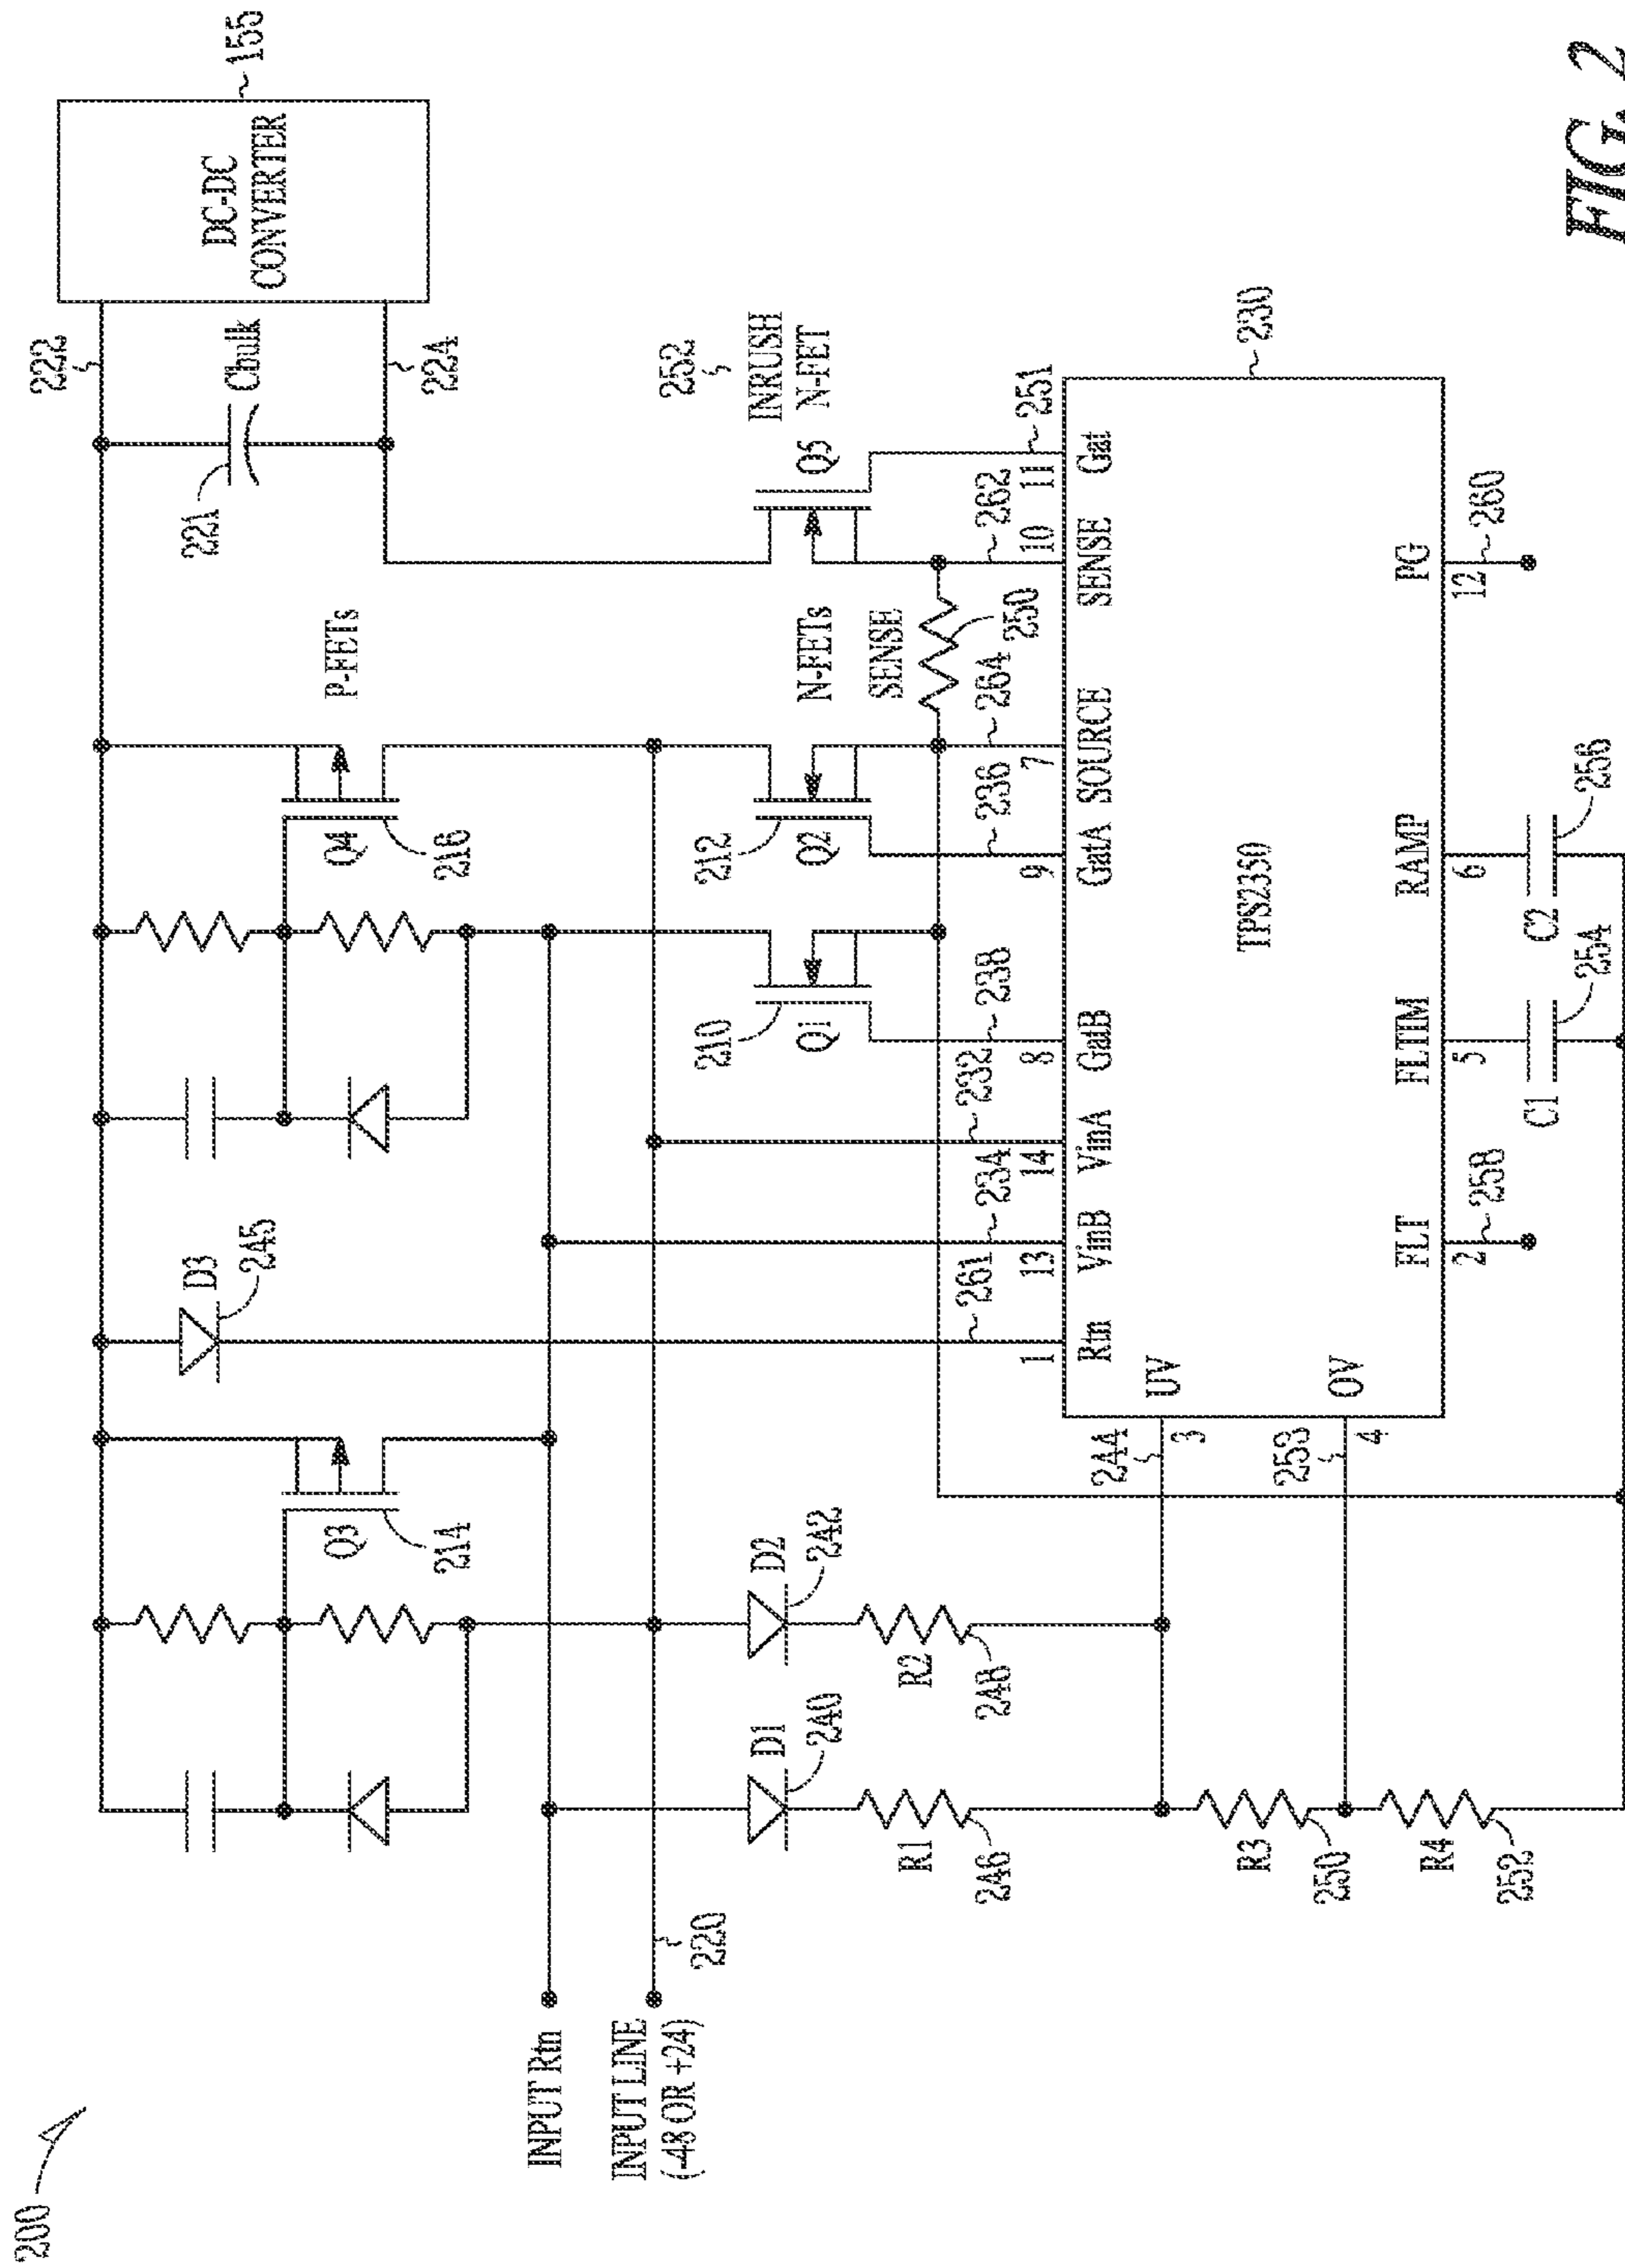 200
222
221
Cbulk
224
DC-DC
CONVERTER
155
Q3
214
D3
245
Q4
216
P-FETs
INPUT Rtn
INPUT LINE
(-48 OR +24)
220
D1
240
D2
242
R1
246
R2
248
210
Q1
212
Q2
N-FETs
SENSE
250
252
INRUSH
N-FET
Q5
261
234
232
238
236
264
262
251
1
13
14
8
9
7
10
11
Rtn
VinB
VinA
GatB
GatA
SOURCE
SENSE
Gat
230
244
3
UV
253
4
OV
TPS2350
R3
250
R4
252
FLT
FLTIM
RAMP
PG
2
5
6
12
258
C1
254
C2
256
260
FIG. 2